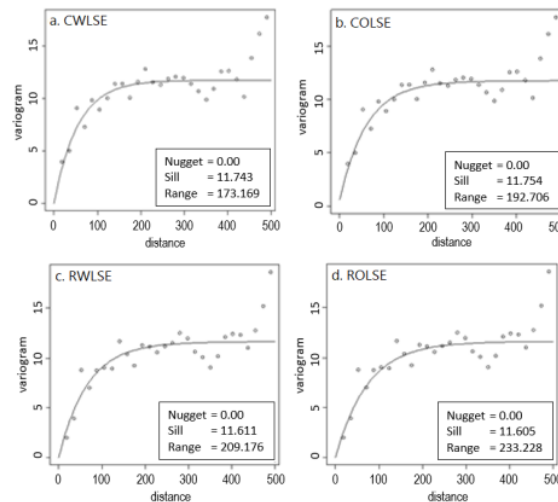 a. CWLSE
variogram
0 5 10 15
Nugget = 0.00
Sill = 11.743
Range = 173.169
0 100 200 300 400 500
distance
b. COLSE
variogram
0 5 10 15
Nugget = 0.00
Sill = 11.754
Range = 192.706
0 100 200 300 400 500
distance
c. RWLSE
variogram
0 5 10 15
Nugget = 0.00
Sill = 11.611
Range = 209.176
0 100 200 300 400 500
distance
d. ROLSE
variogram
0 5 10 15
Nugget = 0.00
Sill = 11.605
Range = 233.228
0 100 200 300 400 500
distance